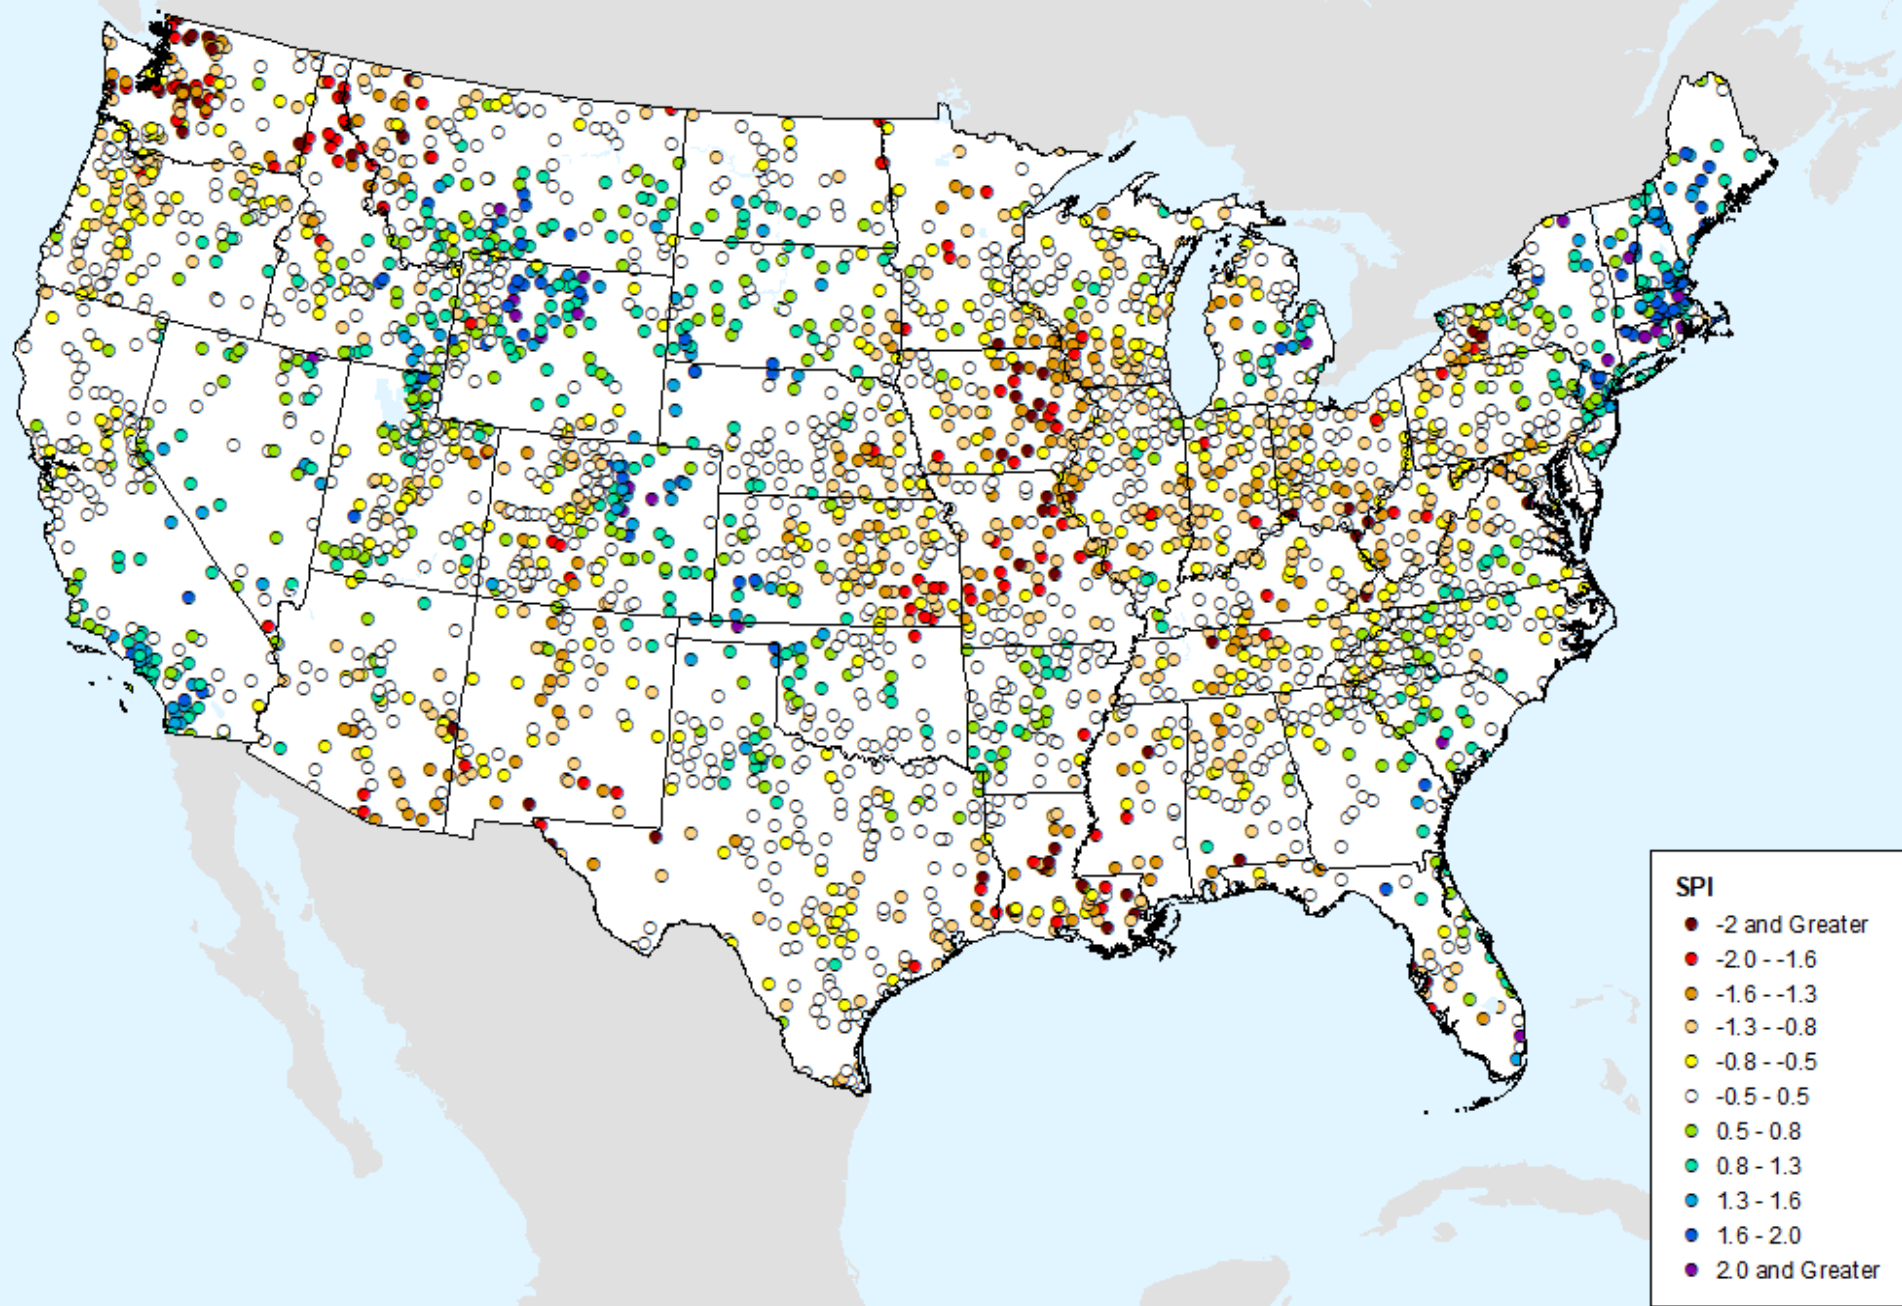 SPI
-2 and Greater
-2.0 - -1.6
-1.6 - -1.3
-1.3 - -0.8
-0.8 - -0.5
-0.5 - 0.5
0.5 - 0.8
0.8 - 1.3
1.3 - 1.6
1.6 - 2.0
2.0 and Greater